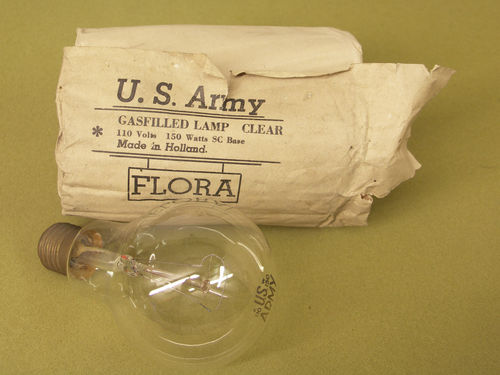 U. S. Army
GASFILLED LAMP CLEAR
* 110 Volts 150 Watts SC Base
Made in Holland.
FLORA
U.S.
ARMY